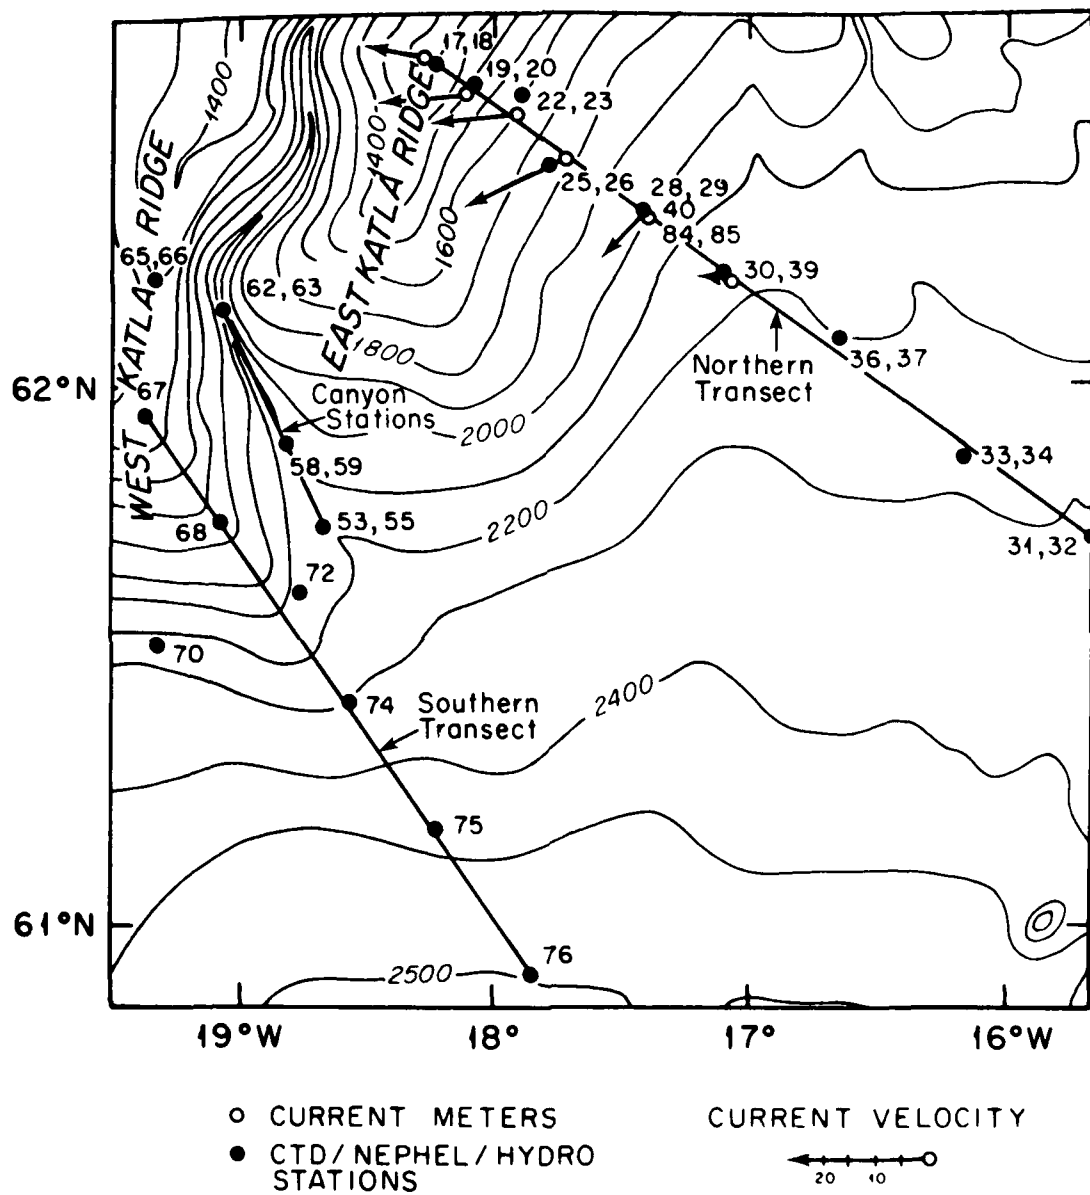 17,18
19, 20
22, 23
25, 26
28, 29
40
84, 85
30, 39
36, 37
33, 34
31, 32
1400
1400
1600
1800
2000
2200
2400
2500
WEST KATLA RIDGE
EAST KATLA RIDGE
65,66
62, 63
67
68
Canyon
Stations
58, 59
53, 55
72
70
74
75
76
Northern
Transect
Southern
Transect
62°N
61°N
19°W
18°
17°
16°W
CURRENT METERS
CTD/NEPHEL/HYDRO
STATIONS
CURRENT VELOCITY
20 10